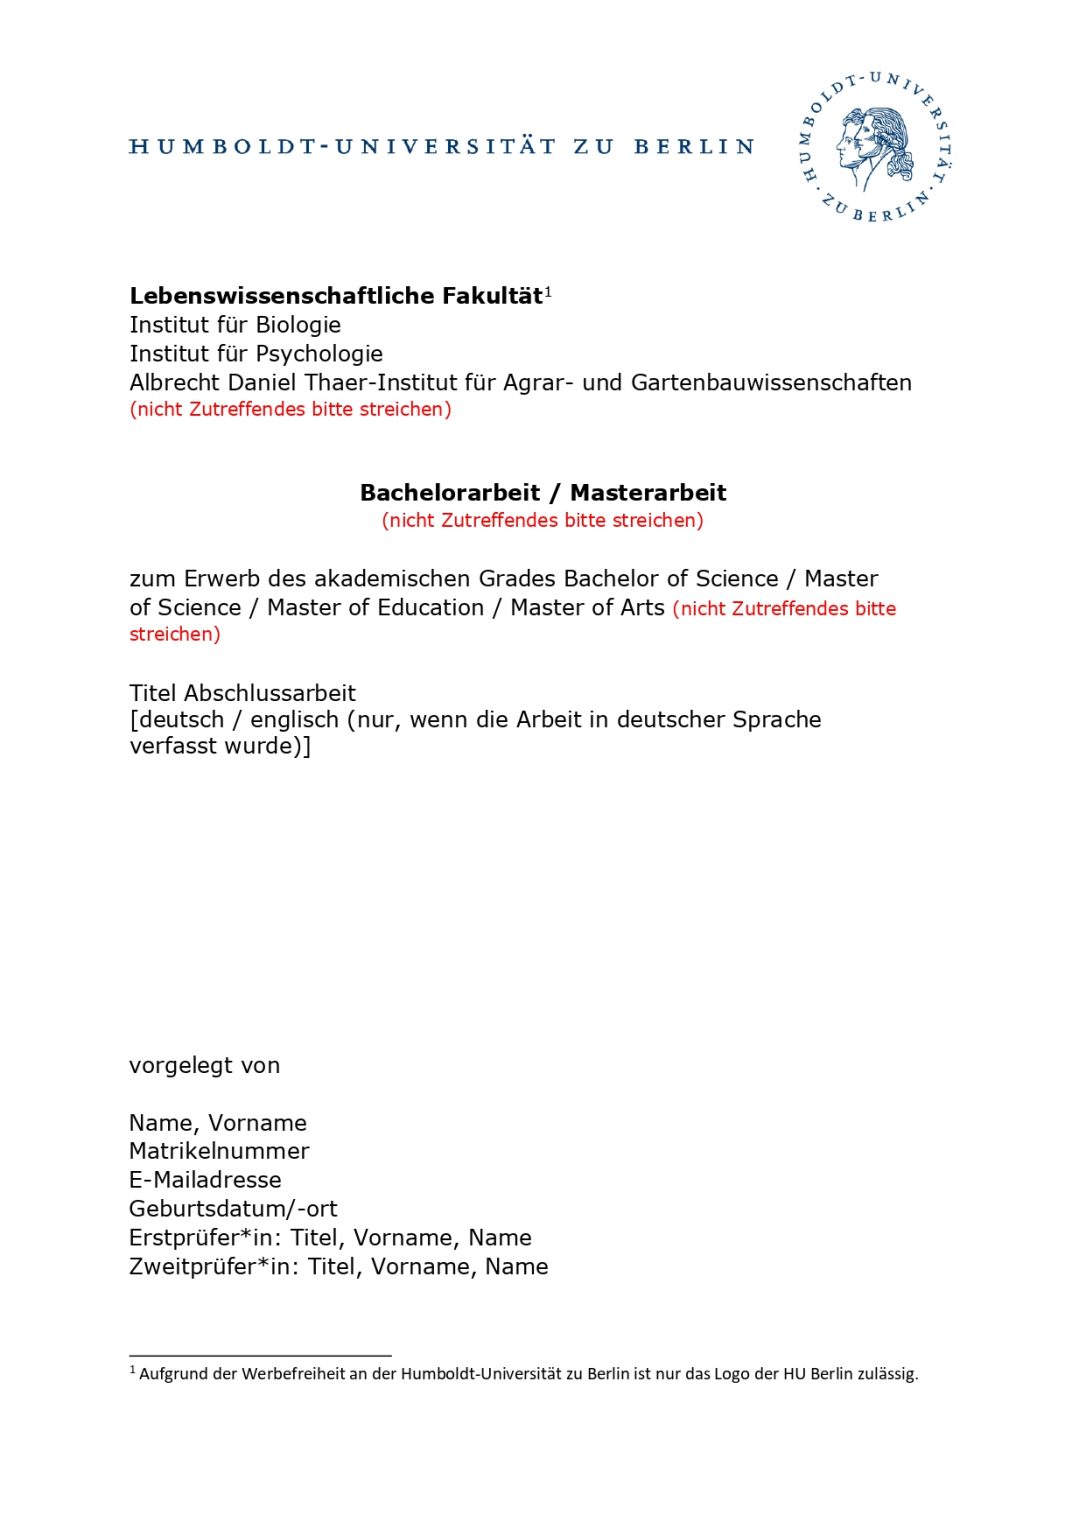 HUMBOLDT-UNIVERSITÄT ZU BERLIN
HUMBOLDT-UNIVERSITÄT · ZU BERLIN ·
Lebenswissenschaftliche Fakultät¹
Institut für Biologie
Institut für Psychologie
Albrecht Daniel Thaer-Institut für Agrar- und Gartenbauwissenschaften
(nicht Zutreffendes bitte streichen)
Bachelorarbeit / Masterarbeit
(nicht Zutreffendes bitte streichen)
zum Erwerb des akademischen Grades Bachelor of Science / Master
of Science / Master of Education / Master of Arts (nicht Zutreffendes bitte
streichen)
Titel Abschlussarbeit
[deutsch / englisch (nur, wenn die Arbeit in deutscher Sprache
verfasst wurde)]
vorgelegt von
Name, Vorname
Matrikelnummer
E-Mailadresse
Geburtsdatum/-ort
Erstprüfer*in: Titel, Vorname, Name
Zweitprüfer*in: Titel, Vorname, Name
¹ Aufgrund der Werbefreiheit an der Humboldt-Universität zu Berlin ist nur das Logo der HU Berlin zulässig.